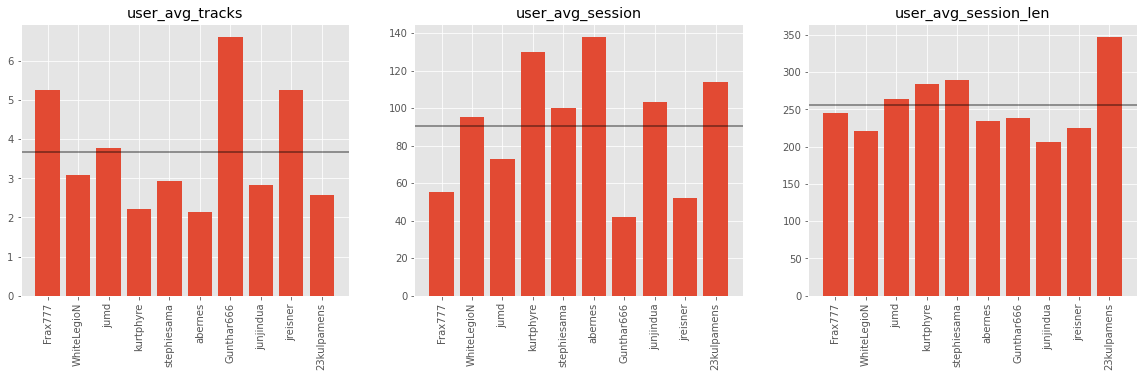 user_avg_tracks
6
5
4
3
2
1
0
Frax777
WhiteLegioN
jumd
kurtphyre
stephiesama
abernes
Gunthar666
junjindua
jreisner
23kulpamens
user_avg_session
140
120
100
80
60
40
20
0
Frax777
WhiteLegioN
jumd
kurtphyre
stephiesama
abernes
Gunthar666
junjindua
jreisner
23kulpamens
user_avg_session_len
350
300
250
200
150
100
50
0
Frax777
WhiteLegioN
jumd
kurtphyre
stephiesama
abernes
Gunthar666
junjindua
jreisner
23kulpamens